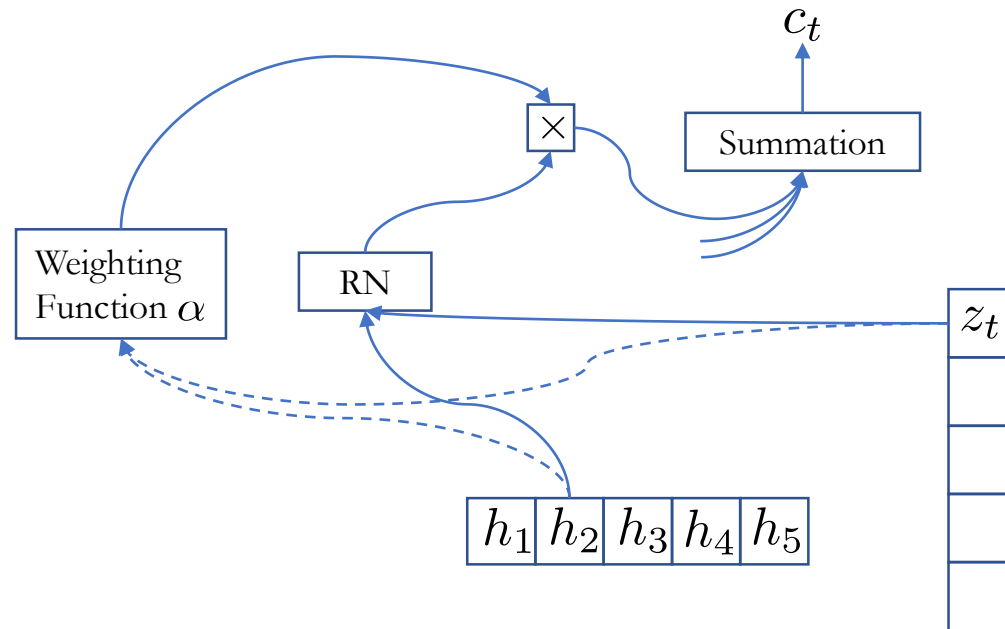 c_t
×
Summation
Weighting
Function α
RN
z_t
h_1 h_2 h_3 h_4 h_5